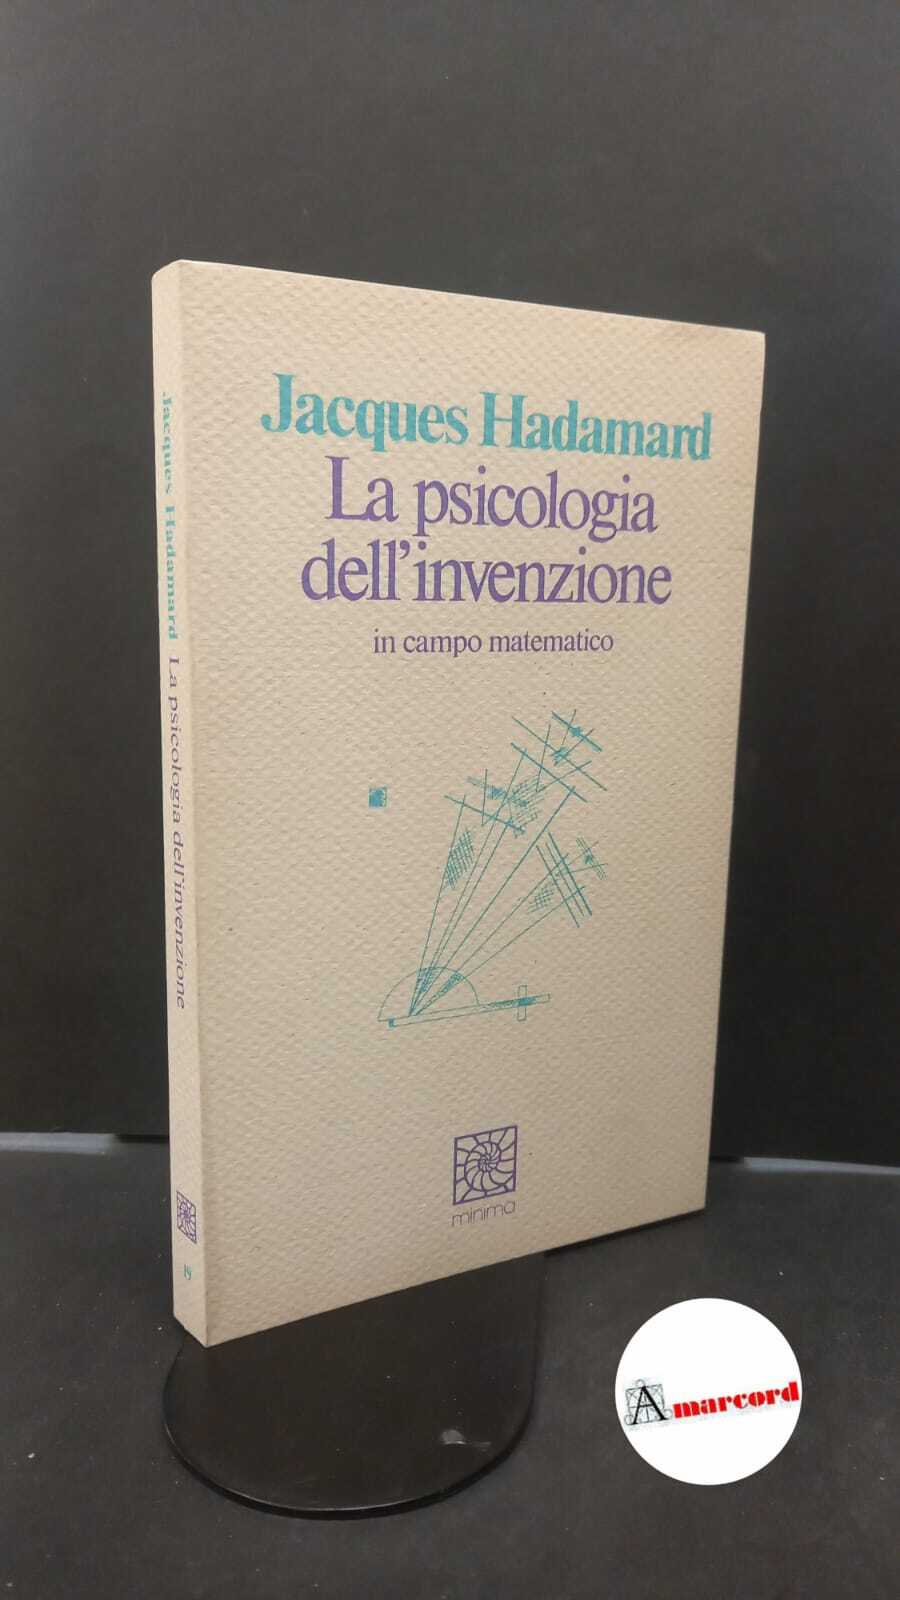 Jacques Hadamard
La psicologia
dell'invenzione
in campo matematico
minima
Jacques Hadamard La psicologia dell'invenzione
19
Amarcord